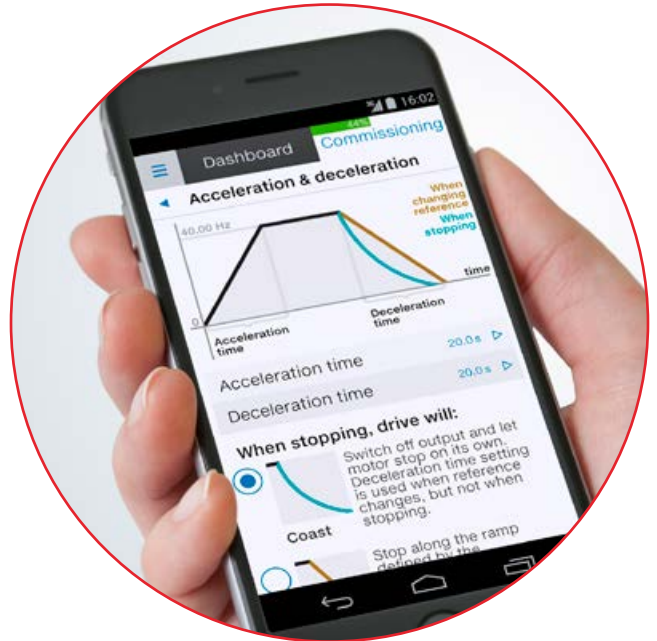 16:02
44%
Dashboard
Commissioning
Acceleration & deceleration
40.00 Hz
When
changing
reference
When
stopping
time
0
Acceleration
time
Deceleration
time
Acceleration time
20.0 s
Deceleration time
20.0 s
When stopping, drive will:
Switch off output and let
motor stop on its own.
Deceleration time setting
is used when reference
changes, but not when
stopping.
Coast
Stop along the ramp
defined by the